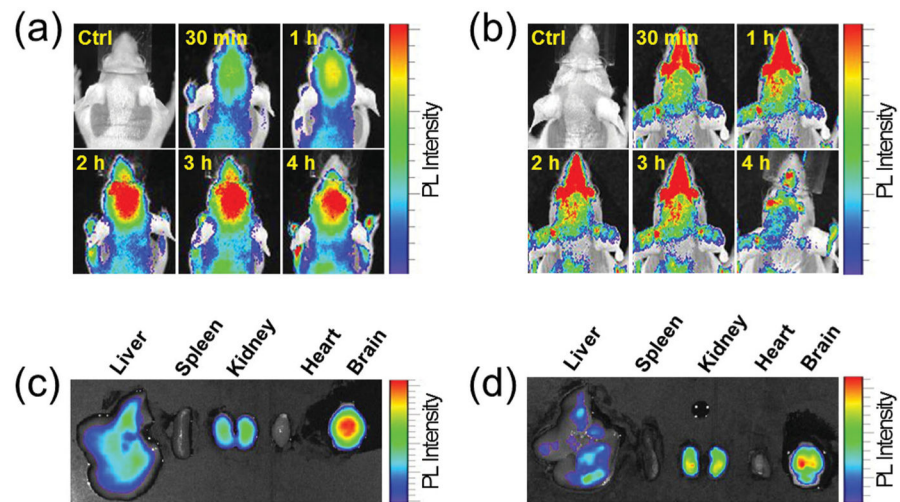 (a)
Ctrl 30 min 1 h
2 h 3 h 4 h
PL Intensity
(b)
Ctrl 30 min 1 h
2 h 3 h 4 h
PL Intensity
(c)
Liver Spleen Kidney Heart Brain
PL Intensity
(d)
Liver Spleen Kidney Heart Brain
PL Intensity